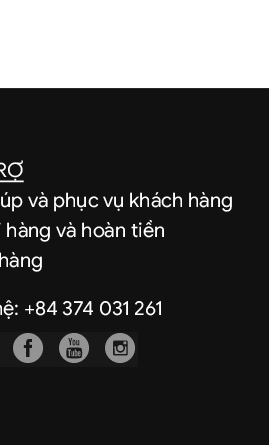 RỢ
úp và phục vụ khách hàng
hàng và hoàn tiền
hàng
hệ: +84 374 031 261
You Tube